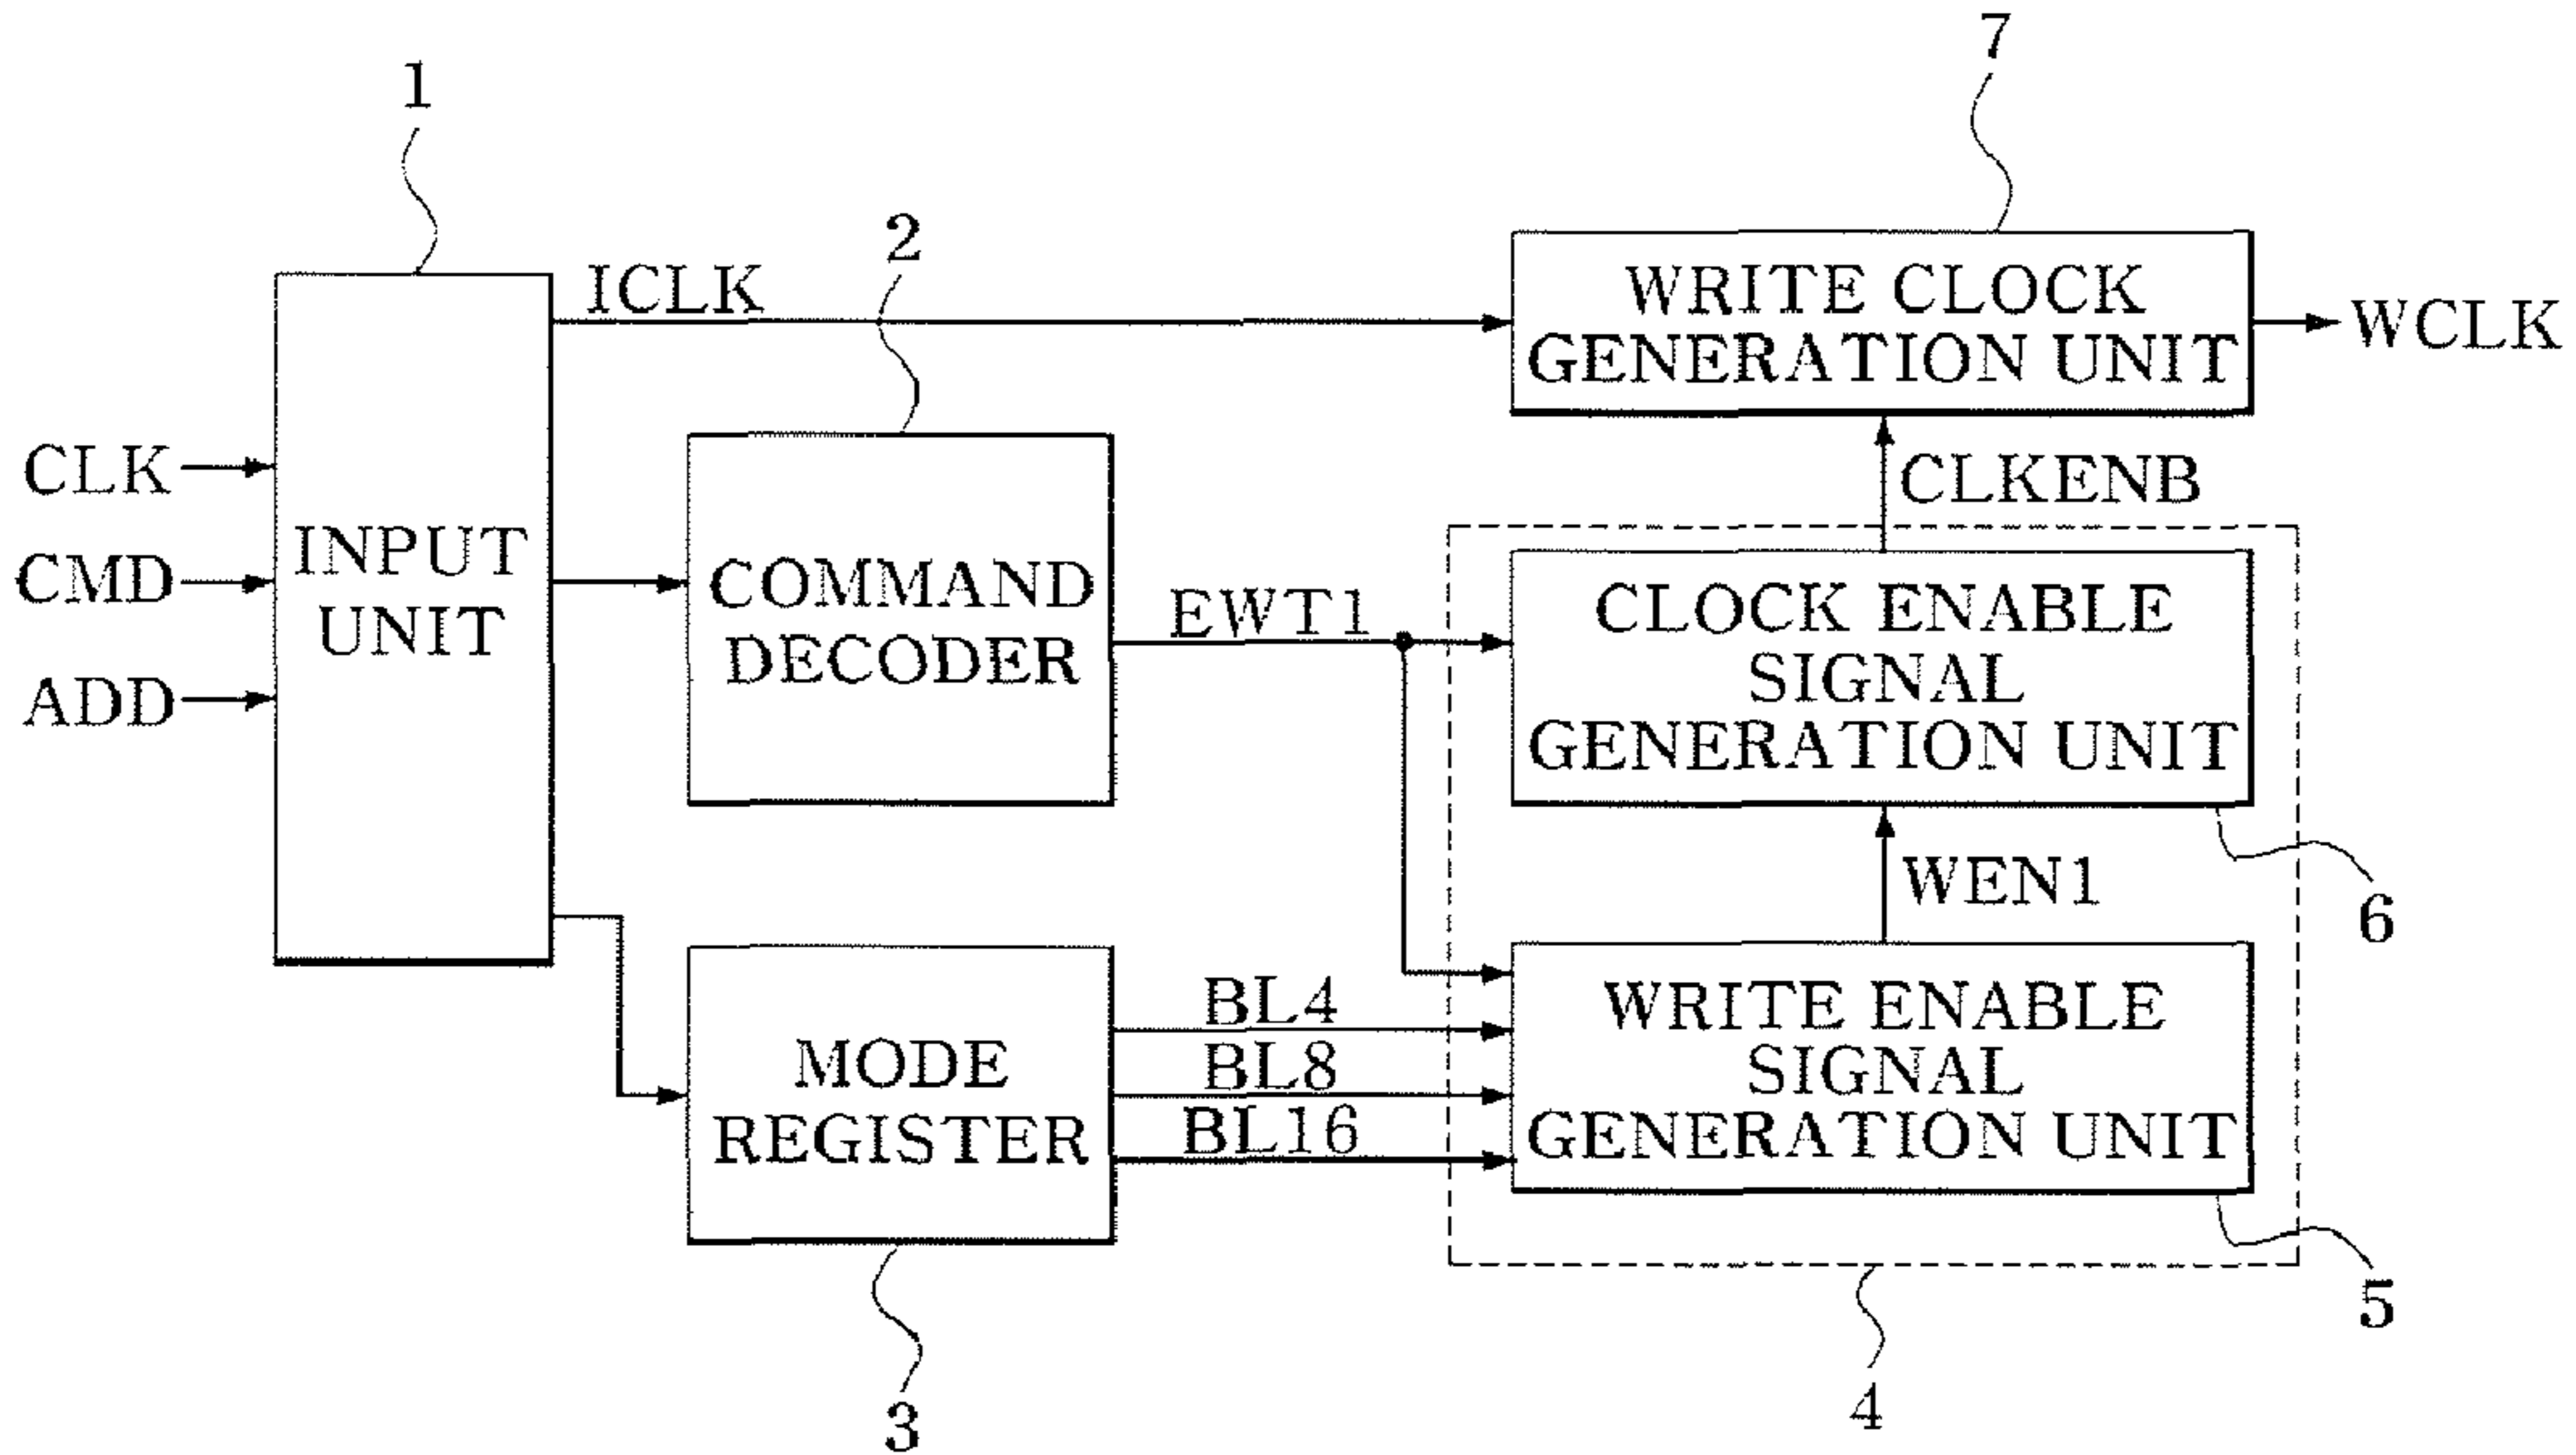 7
1
2
ICLK
WRITE CLOCK
GENERATION UNIT
WCLK
CLK
CMD
ADD
INPUT
UNIT
COMMAND
DECODER
EWT1
CLKENB
CLOCK ENABLE
SIGNAL
GENERATION UNIT
WEN1
6
MODE
REGISTER
BL4
BL8
BL16
WRITE ENABLE
SIGNAL
GENERATION UNIT
5
3
4